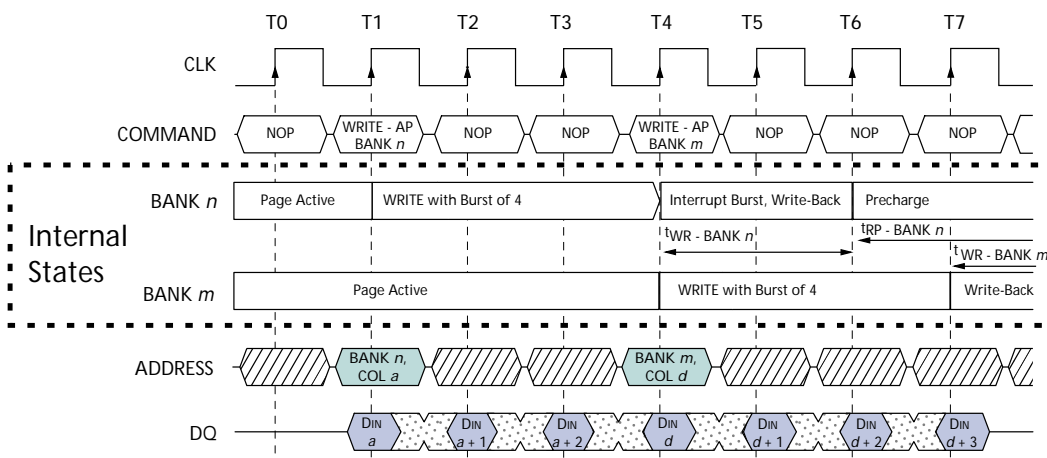 T0 T1 T2 T3 T4 T5 T6 T7
CLK
COMMAND NOP WRITE - AP BANK n NOP NOP WRITE - AP BANK m NOP NOP NOP
Internal States
BANK n Page Active WRITE with Burst of 4 Interrupt Burst, Write-Back Precharge
tWR - BANK n tRP - BANK n
t WR - BANK m
BANK m Page Active WRITE with Burst of 4 Write-Back
ADDRESS BANK n, COL a BANK m, COL d
DQ DIN a DIN a + 1 DIN a + 2 DIN d DIN d + 1 DIN d + 2 DIN d + 3